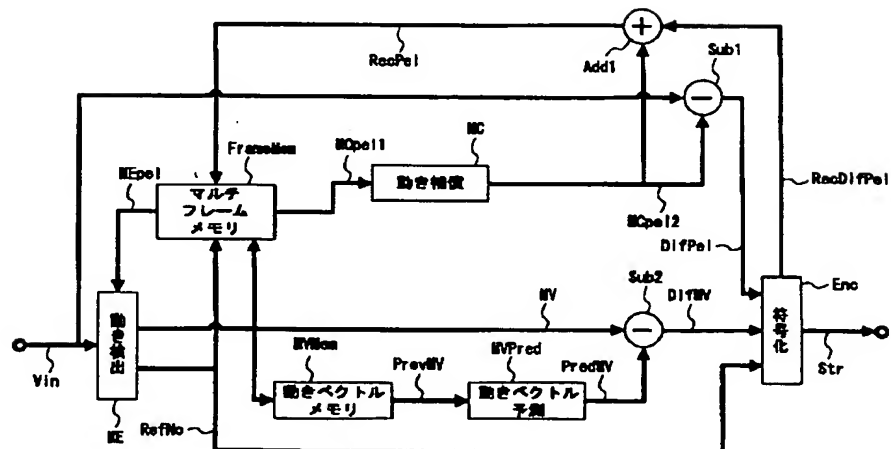 RecPel
Add1
Sub1
FrameMem
MCpel1
MC
MEpel
マルチ
フレーム
メモリ
動き補償
MCpel2
RecDifPel
DifPel
Sub2
DifMV
Enc
MV
動き検出
符号化
Vin
MVMem
PrevMV
MVPred
PredMV
Str
動きベクトル
メモリ
動きベクトル
予測
ME
RefNo